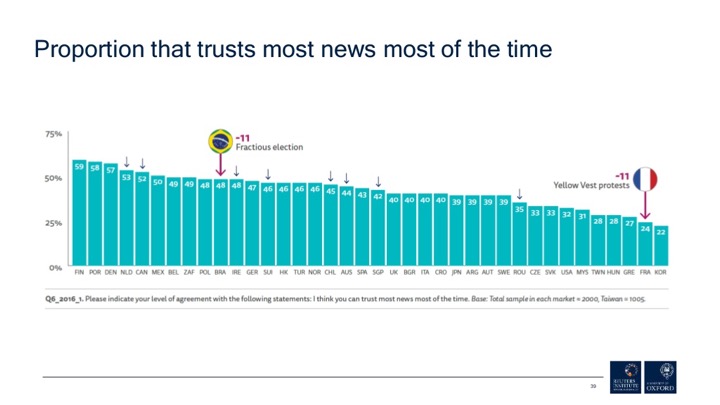 Proportion that trusts most news most of the time
75%
50%
25%
0%
-11
Fractious election
-11
Yellow Vest protests
59 58 57 53 52 50 49 49 48 48 48 47 46 46 46 46 45 44 43 42 40 40 40 40 39 39 39 39 35 33 33 32 31 28 28 27 24 22
FIN POR DEN NLD CAN MEX BEL ZAF POL BRA IRE GER SUI HK TUR NOR CHL AUS SPA SGP UK BGR ITA CRO JPN ARG AUT SWE ROU CZE SVK USA MYS TWN HUN GRE FRA KOR
Q6_2016_1. Please indicate your level of agreement with the following statements: I think you can trust most news most of the time. Base: Total sample in each market = 2000, Taiwan = 1005.
39
REUTERS
INSTITUTE
UNIVERSITY OF
OXFORD